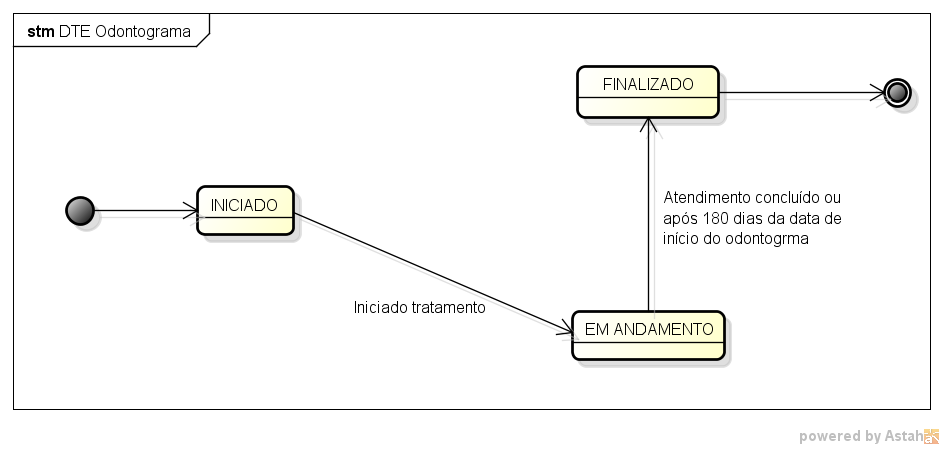 stm DTE Odontograma
FINALIZADO
INICIADO
Atendimento concluído ou
após 180 dias da data de
início do odontogrma
Iniciado tratamento
EM ANDAMENTO
powered by Astah